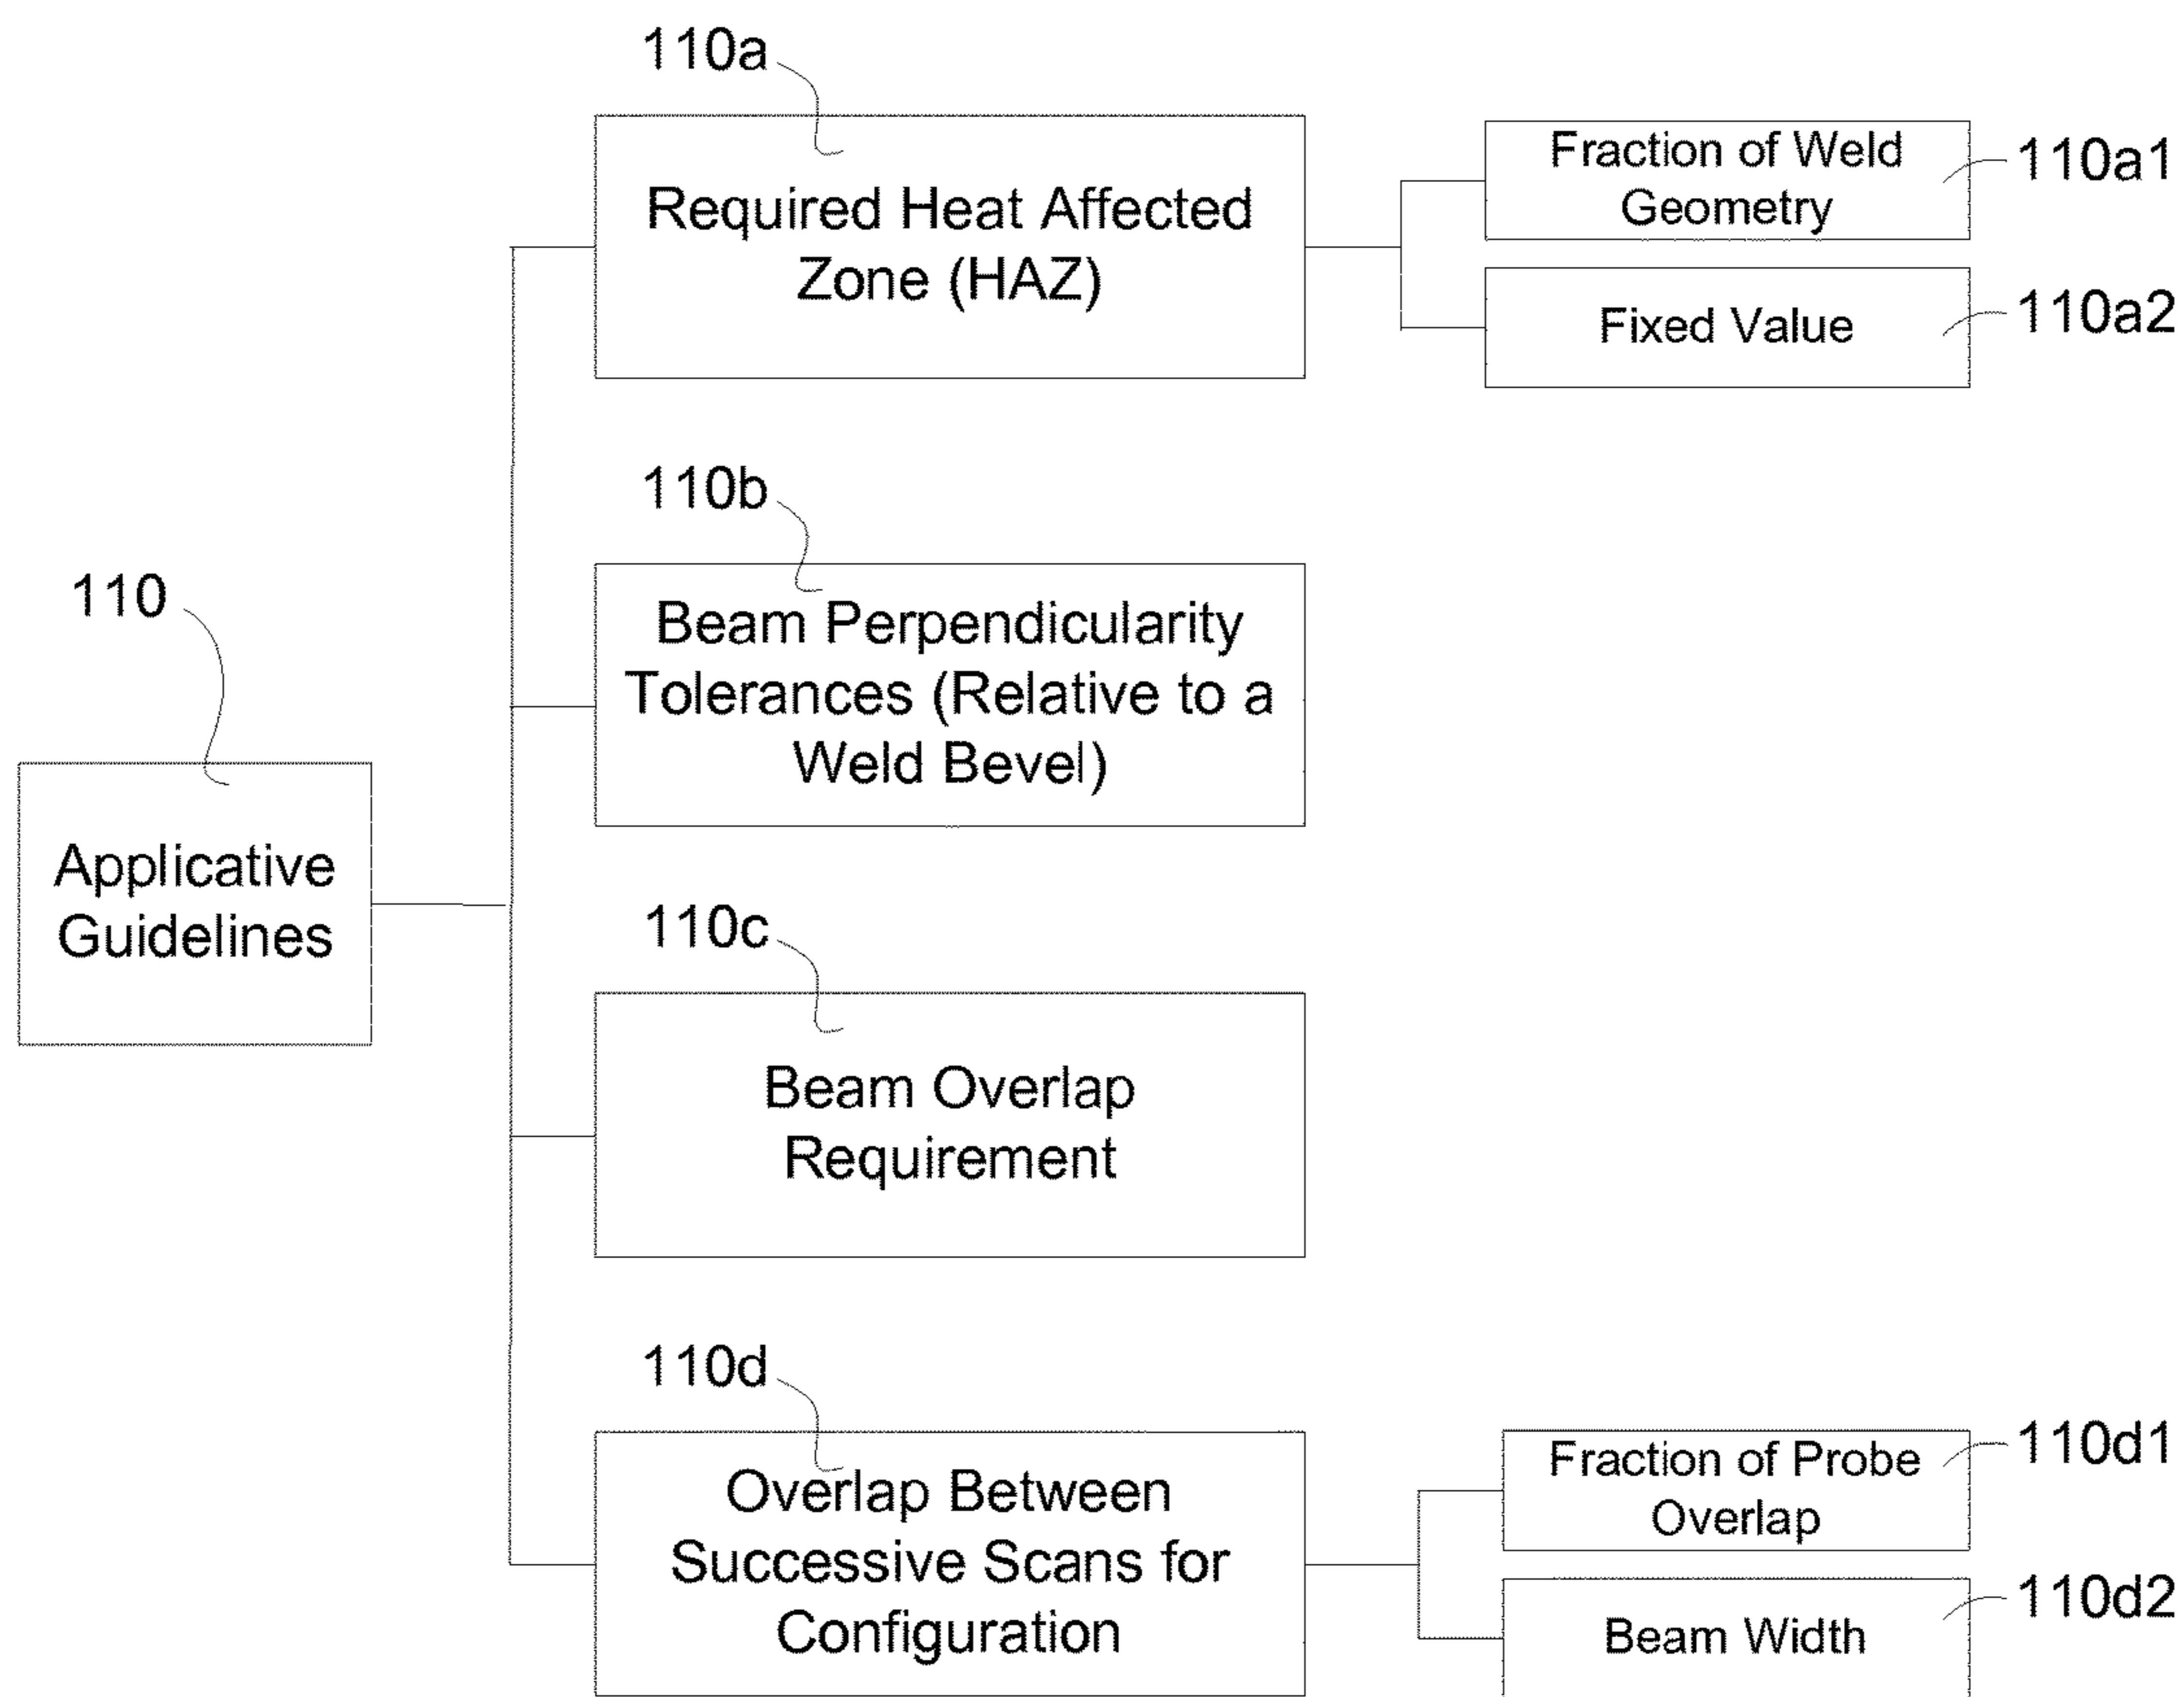 110a
Required Heat Affected
Zone (HAZ)
Fraction of Weld
Geometry
110a1
Fixed Value
110a2
110b
Beam Perpendicularity
Tolerances (Relative to a
Weld Bevel)
110
Applicative
Guidelines
110c
Beam Overlap
Requirement
110d
Overlap Between
Successive Scans for
Configuration
Fraction of Probe
Overlap
110d1
Beam Width
110d2